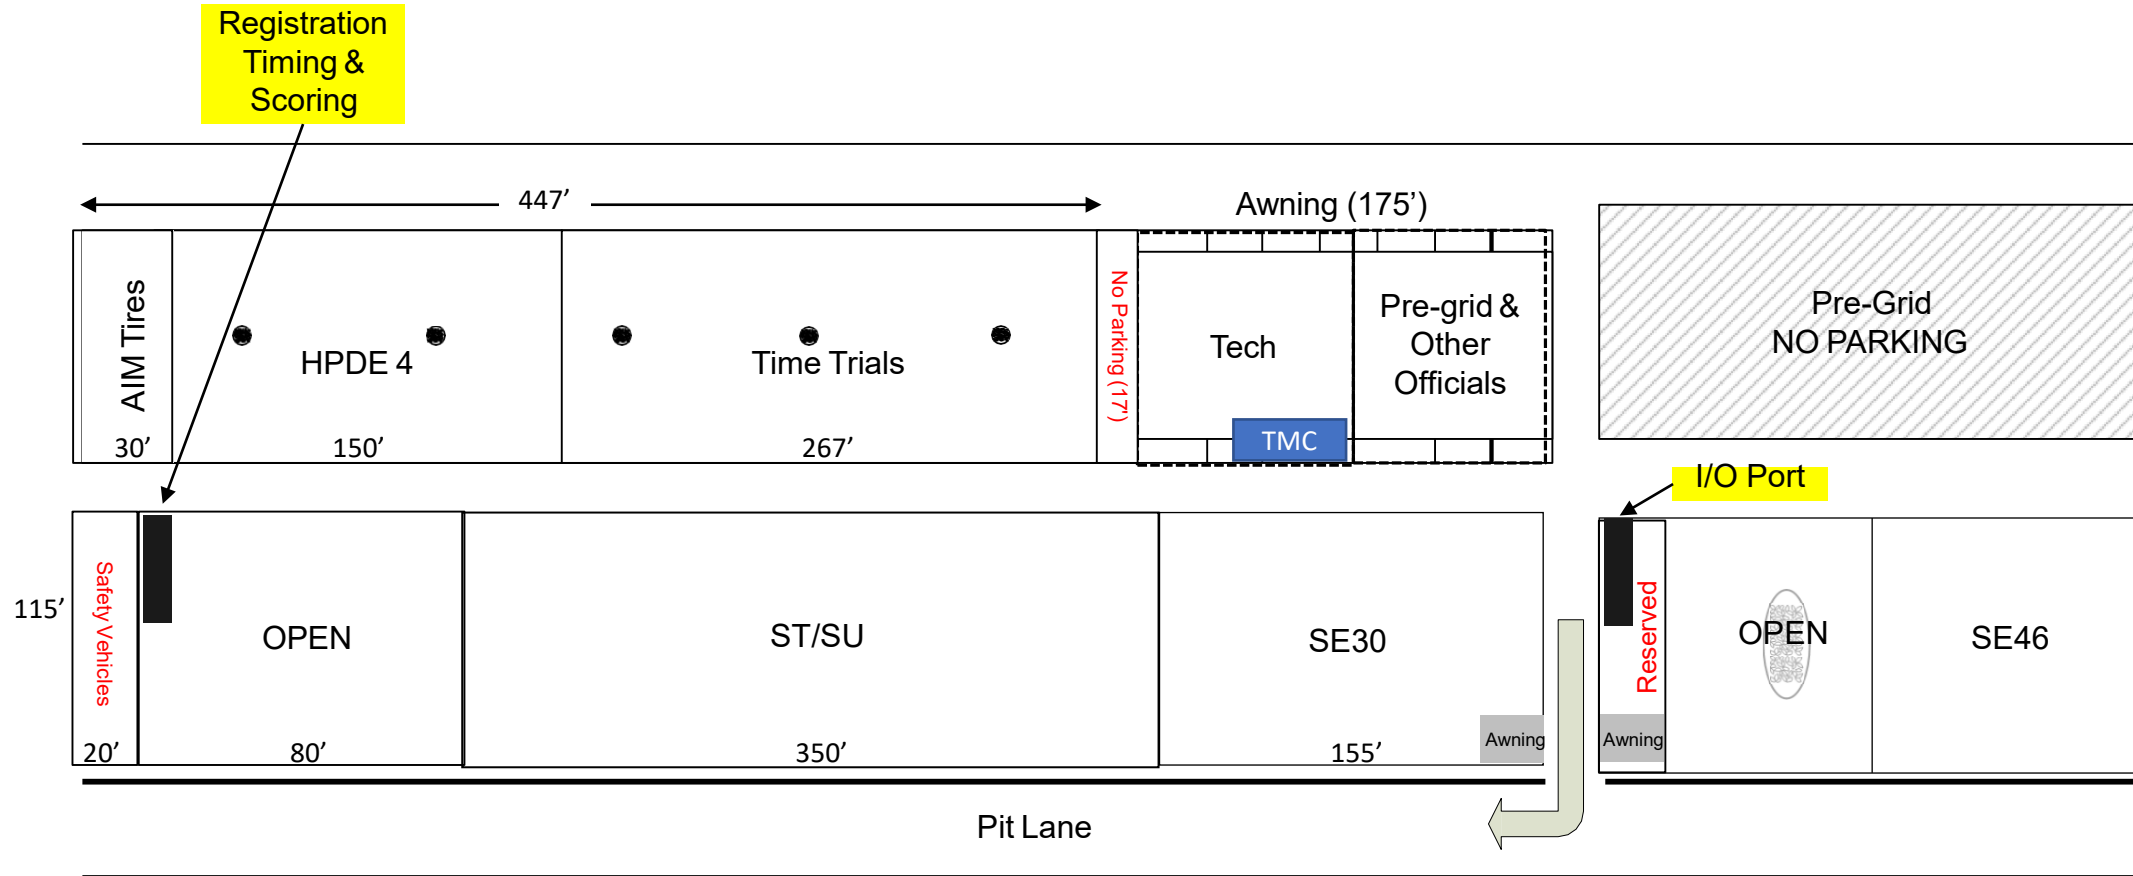 Registration
Timing &
Scoring
447’
Awning (175’)
AIM Tires
30’
HPDE 4
150’
Time Trials
267’
No Parking (17’)
Tech
TMC
Pre-grid &
Other
Officials
Pre-Grid
NO PARKING
I/O Port
115’
Safety Vehicles
20’
OPEN
80’
ST/SU
350’
SE30
155’
Awning
Awning
Reserved
OPEN
SE46
Pit Lane